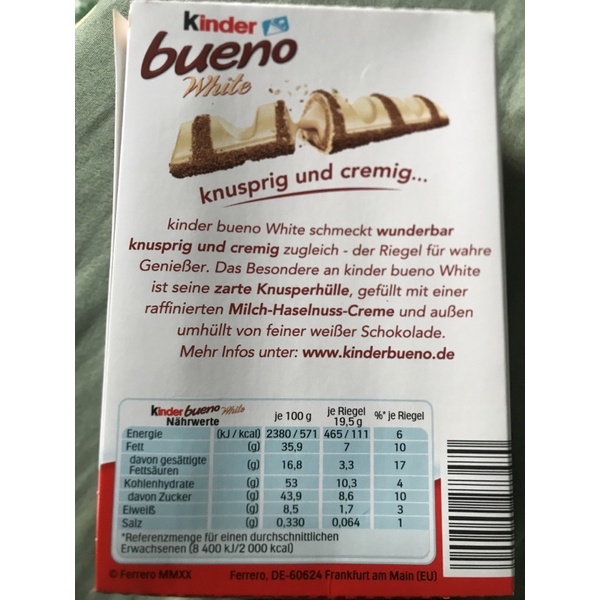 Kinder
bueno
White
knusprig und cremig...
kinder bueno White schmeckt wunderbar
knusprig und cremig zugleich - der Riegel für wahre
Genießer. Das Besondere an kinder bueno White
ist seine zarte Knusperhülle, gefüllt mit einer
raffinierten Milch-Haselnuss-Creme und außen
umhüllt von feiner weißer Schokolade.
Mehr Infos unter: www.kinderbueno.de
Kinder bueno White
Nährwerte je 100 g je Riegel 19,5 g %* je Riegel
Energie (kJ / kcal) 2380 / 571 465 / 111 6
Fett (g) 35,9 7 10
davon gesättigte
Fettsäuren (g) 16,8 3,3 17
Kohlenhydrate (g) 53 10,3 4
davon Zucker (g) 43,9 8,6 10
Eiweiß (g) 8,5 1,7 3
Salz (g) 0,330 0,064 1
*Referenzmenge für einen durchschnittlichen
Erwachsenen (8 400 kJ/2 000 kcal)
© Ferrero MMXX Ferrero, DE-60624 Frankfurt am Main (EU)